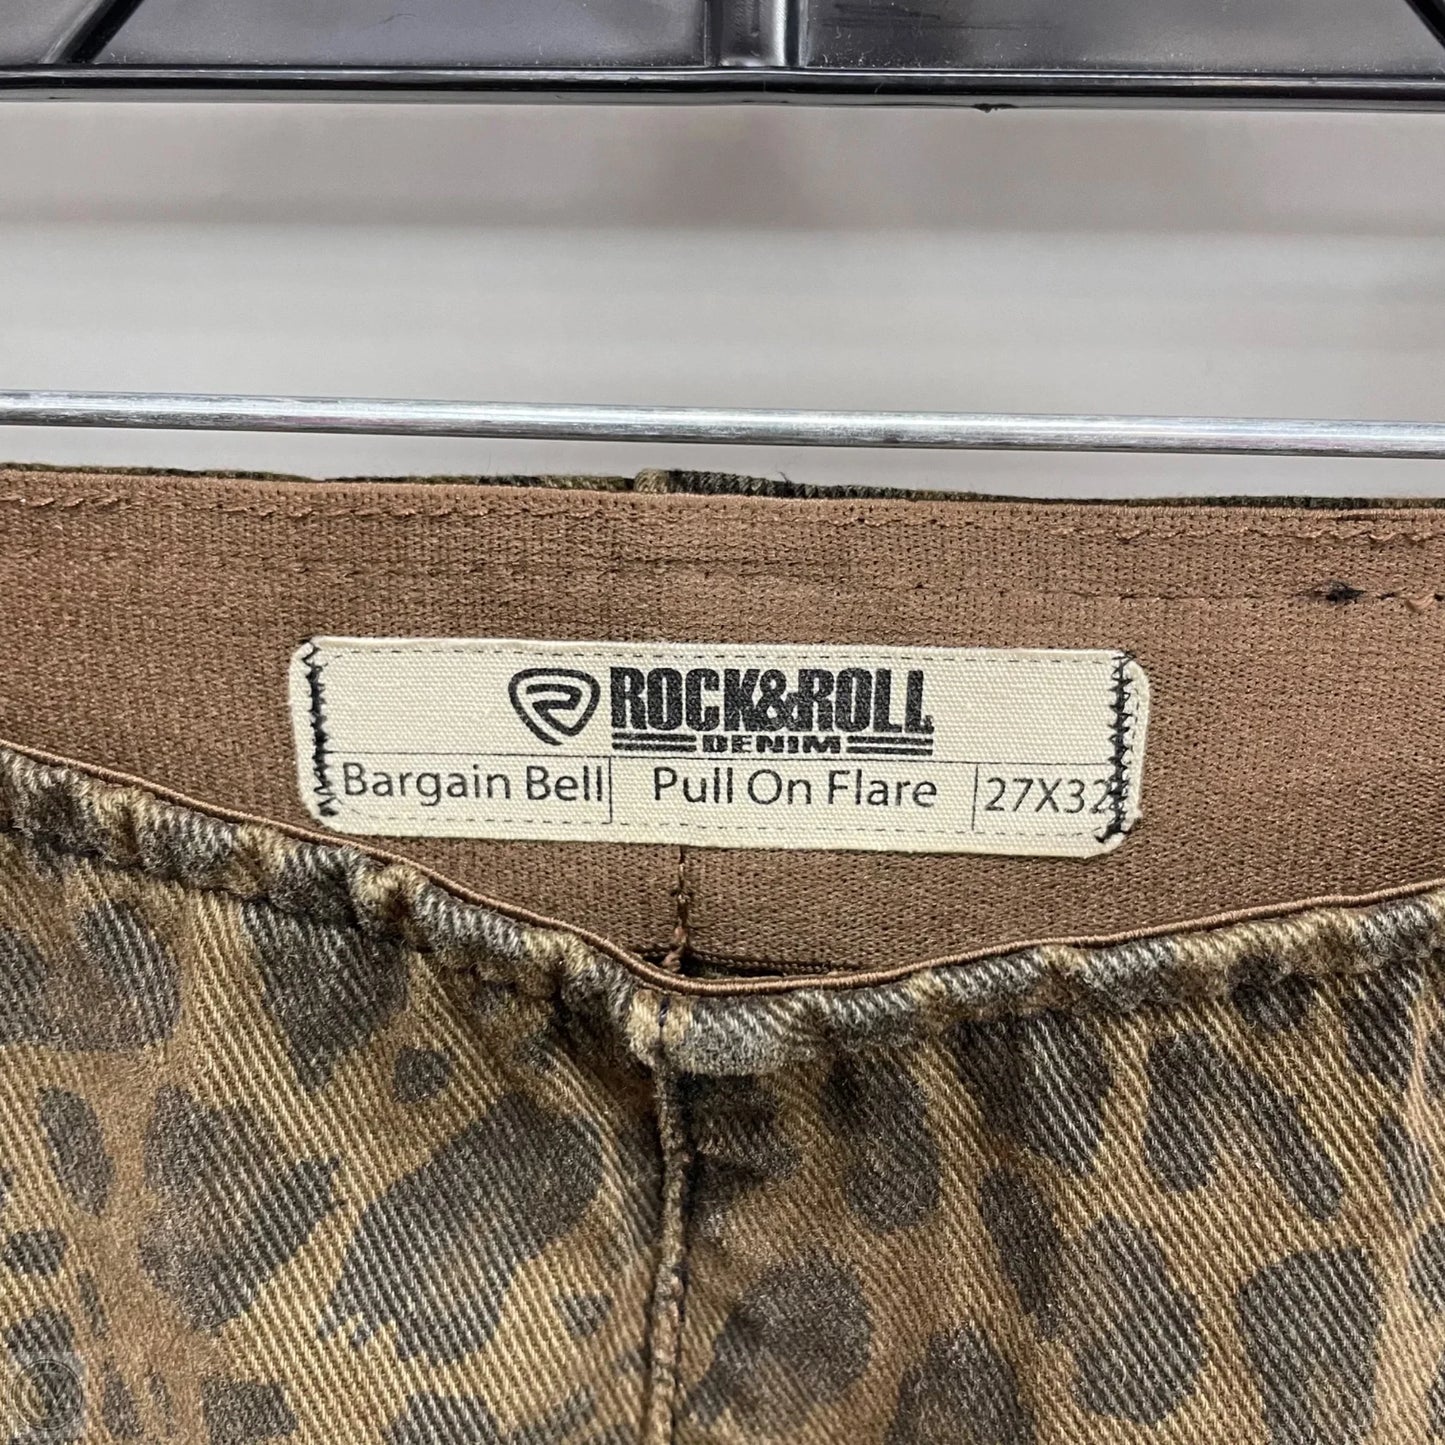 ROCK&ROLL
DENIM
Bargain Bell Pull On Flare 27X32